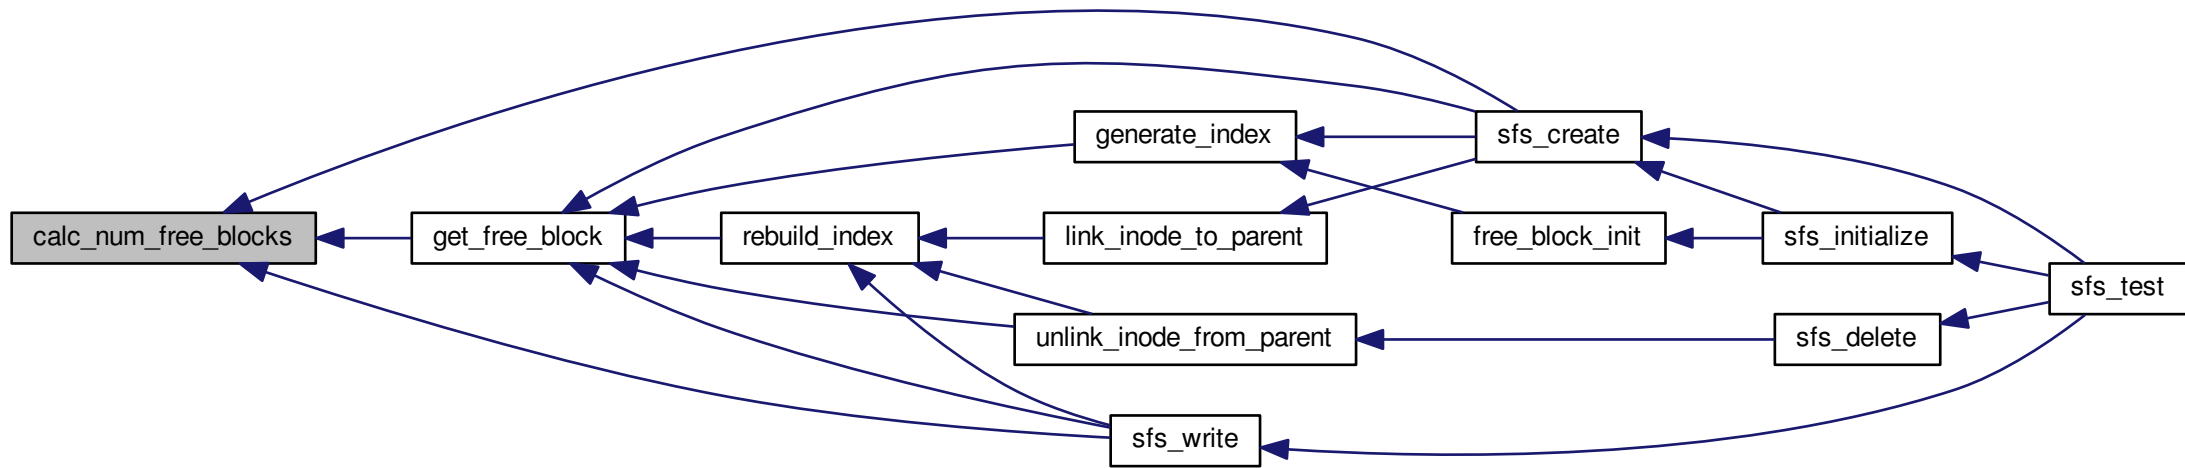 calc_num_free_blocks
get_free_block
generate_index
rebuild_index
link_inode_to_parent
unlink_inode_from_parent
sfs_write
sfs_create
free_block_init
sfs_initialize
sfs_delete
sfs_test